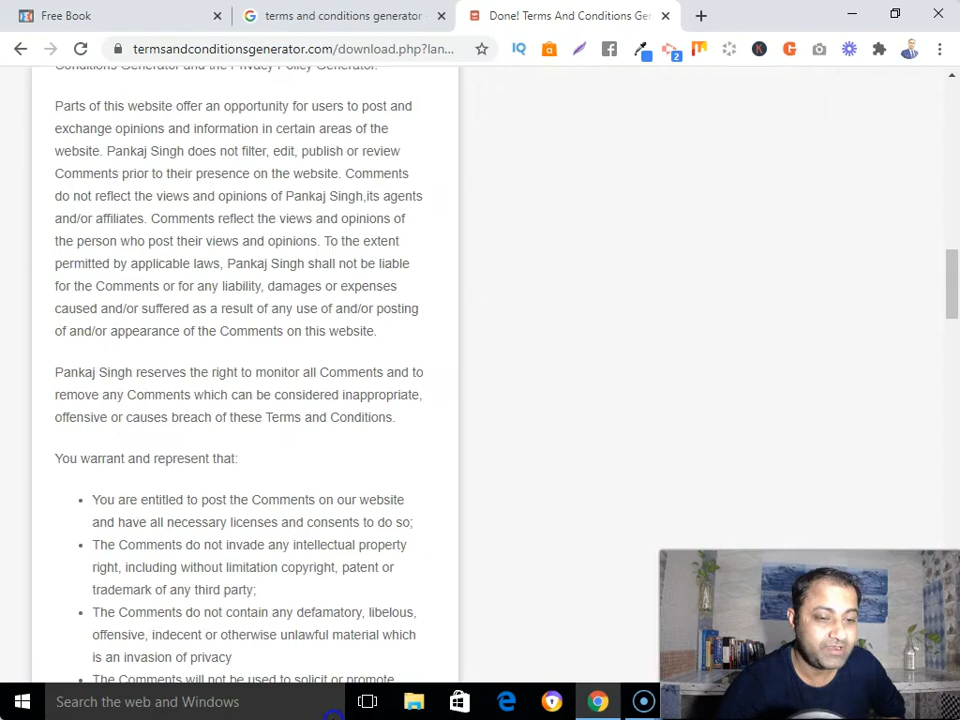 Free Book
terms and conditions generator
Done! Terms And Conditions Ge
termsandconditionsgenerator.com/download.php?lan...
2
Conditions Generator and the Privacy Policy Generator.
Parts of this website offer an opportunity for users to post and
exchange opinions and information in certain areas of the
website. Pankaj Singh does not filter, edit, publish or review
Comments prior to their presence on the website. Comments
do not reflect the views and opinions of Pankaj Singh,its agents
and/or affiliates. Comments reflect the views and opinions of
the person who post their views and opinions. To the extent
permitted by applicable laws, Pankaj Singh shall not be liable
for the Comments or for any liability, damages or expenses
caused and/or suffered as a result of any use of and/or posting
of and/or appearance of the Comments on this website.
Pankaj Singh reserves the right to monitor all Comments and to
remove any Comments which can be considered inappropriate,
offensive or causes breach of these Terms and Conditions.
You warrant and represent that:
• You are entitled to post the Comments on our website
and have all necessary licenses and consents to do so;
• The Comments do not invade any intellectual property
right, including without limitation copyright, patent or
trademark of any third party;
• The Comments do not contain any defamatory, libelous,
offensive, indecent or otherwise unlawful material which
is an invasion of privacy
• The Comments will not be used to solicit or promote
Search the web and Windows